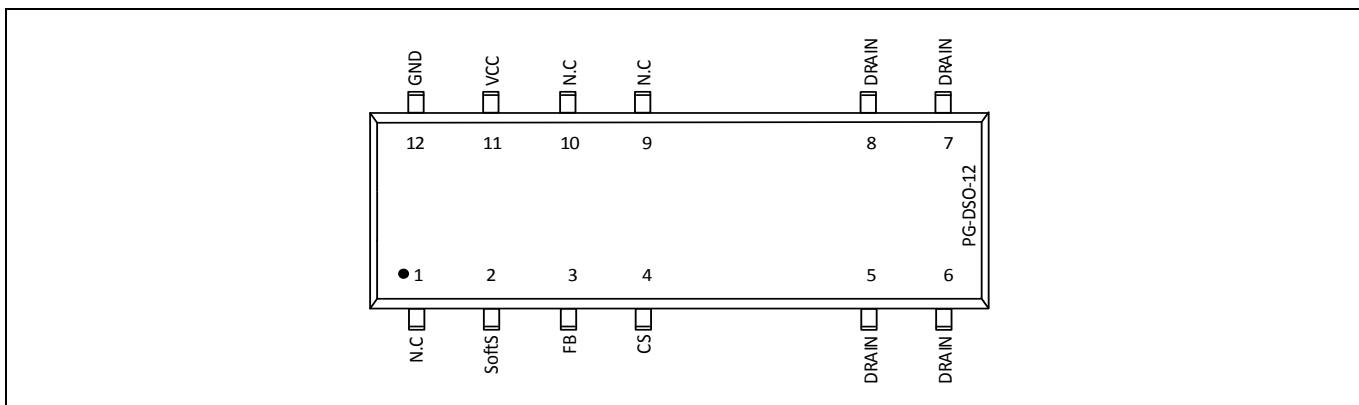 GND VCC N.C N.C DRAIN DRAIN
12 11 10 9 8 7
PG-DSO-12
1 2 3 4 5 6
N.C SoftS FB CS DRAIN DRAIN